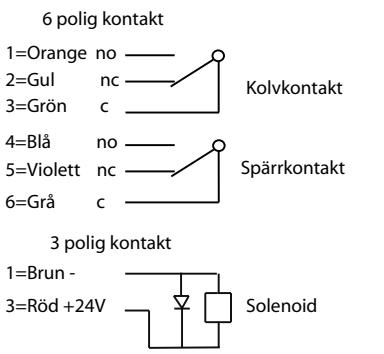 6 polig kontakt
1=Orange no
2=Gul nc
3=Grön c
Kolvkontakt
4=Blå no
5=Violett nc
6=Grå c
Spärrkontakt
3 polig kontakt
1=Brun -
3=Röd +24V
Solenoid